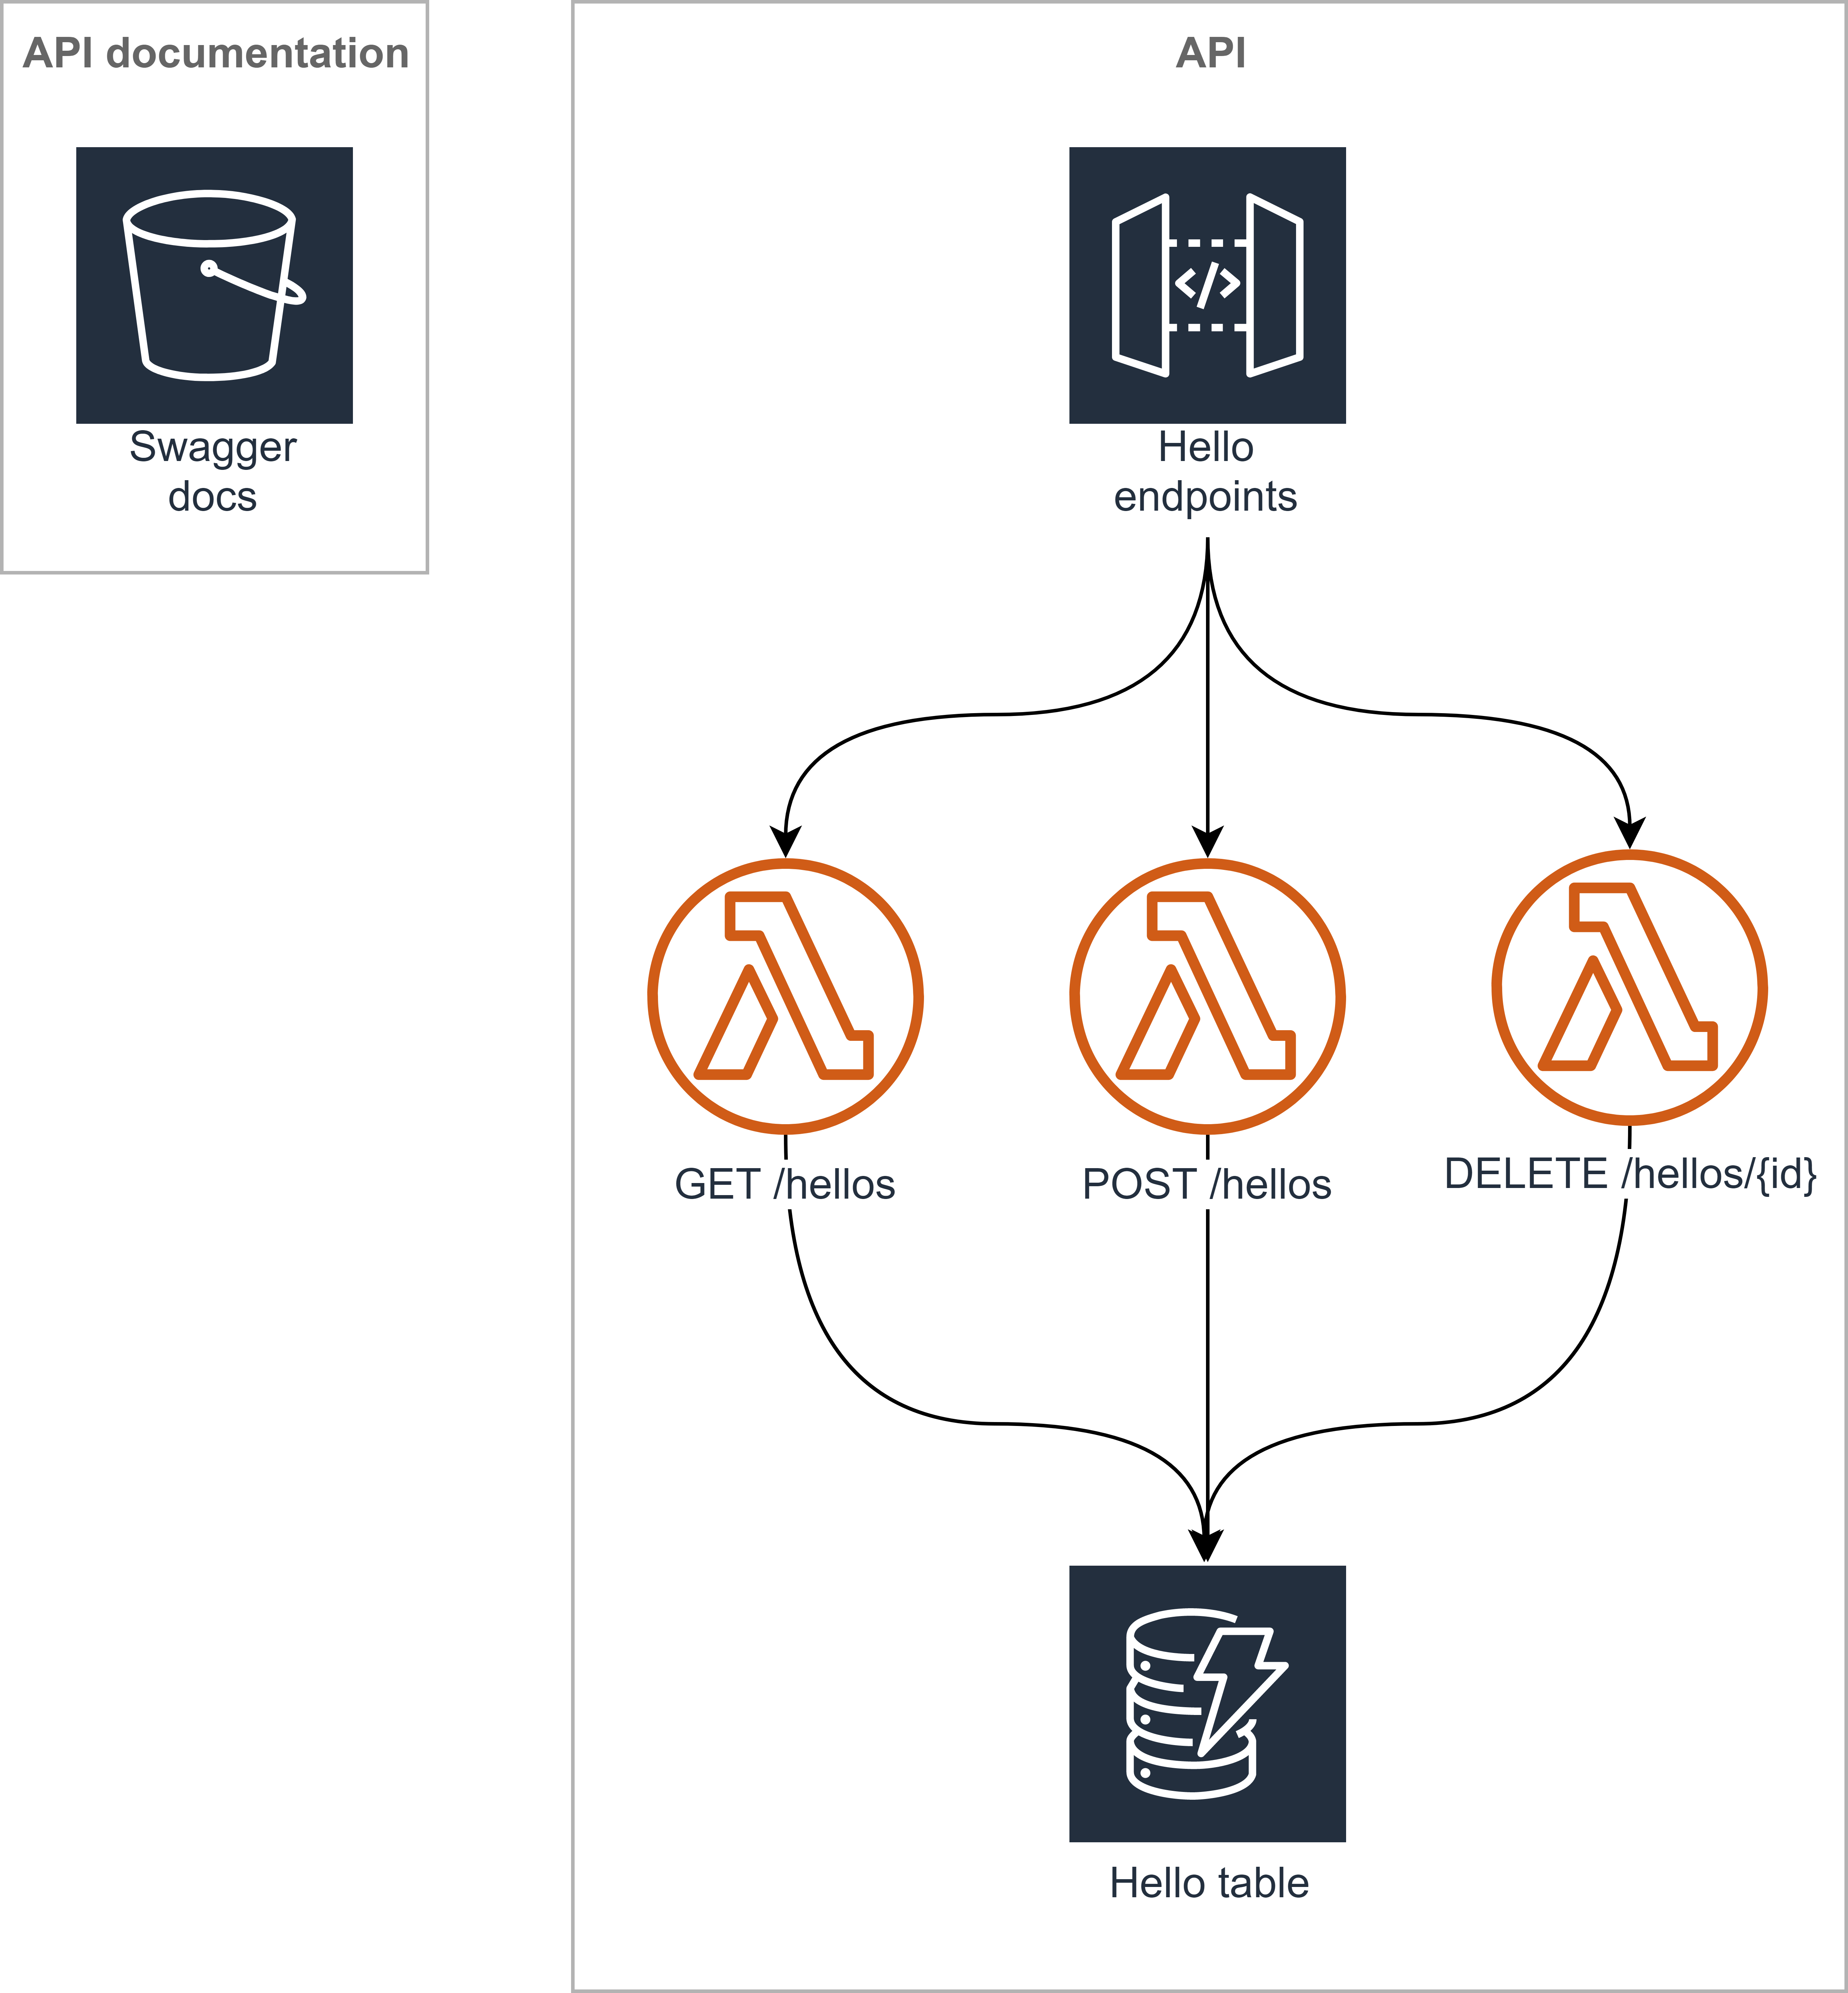 API documentation
Swagger
docs
API
</>
Hello
endpoints
GET /hellos
POST /hellos
DELETE /hellos/{id}
Hello table